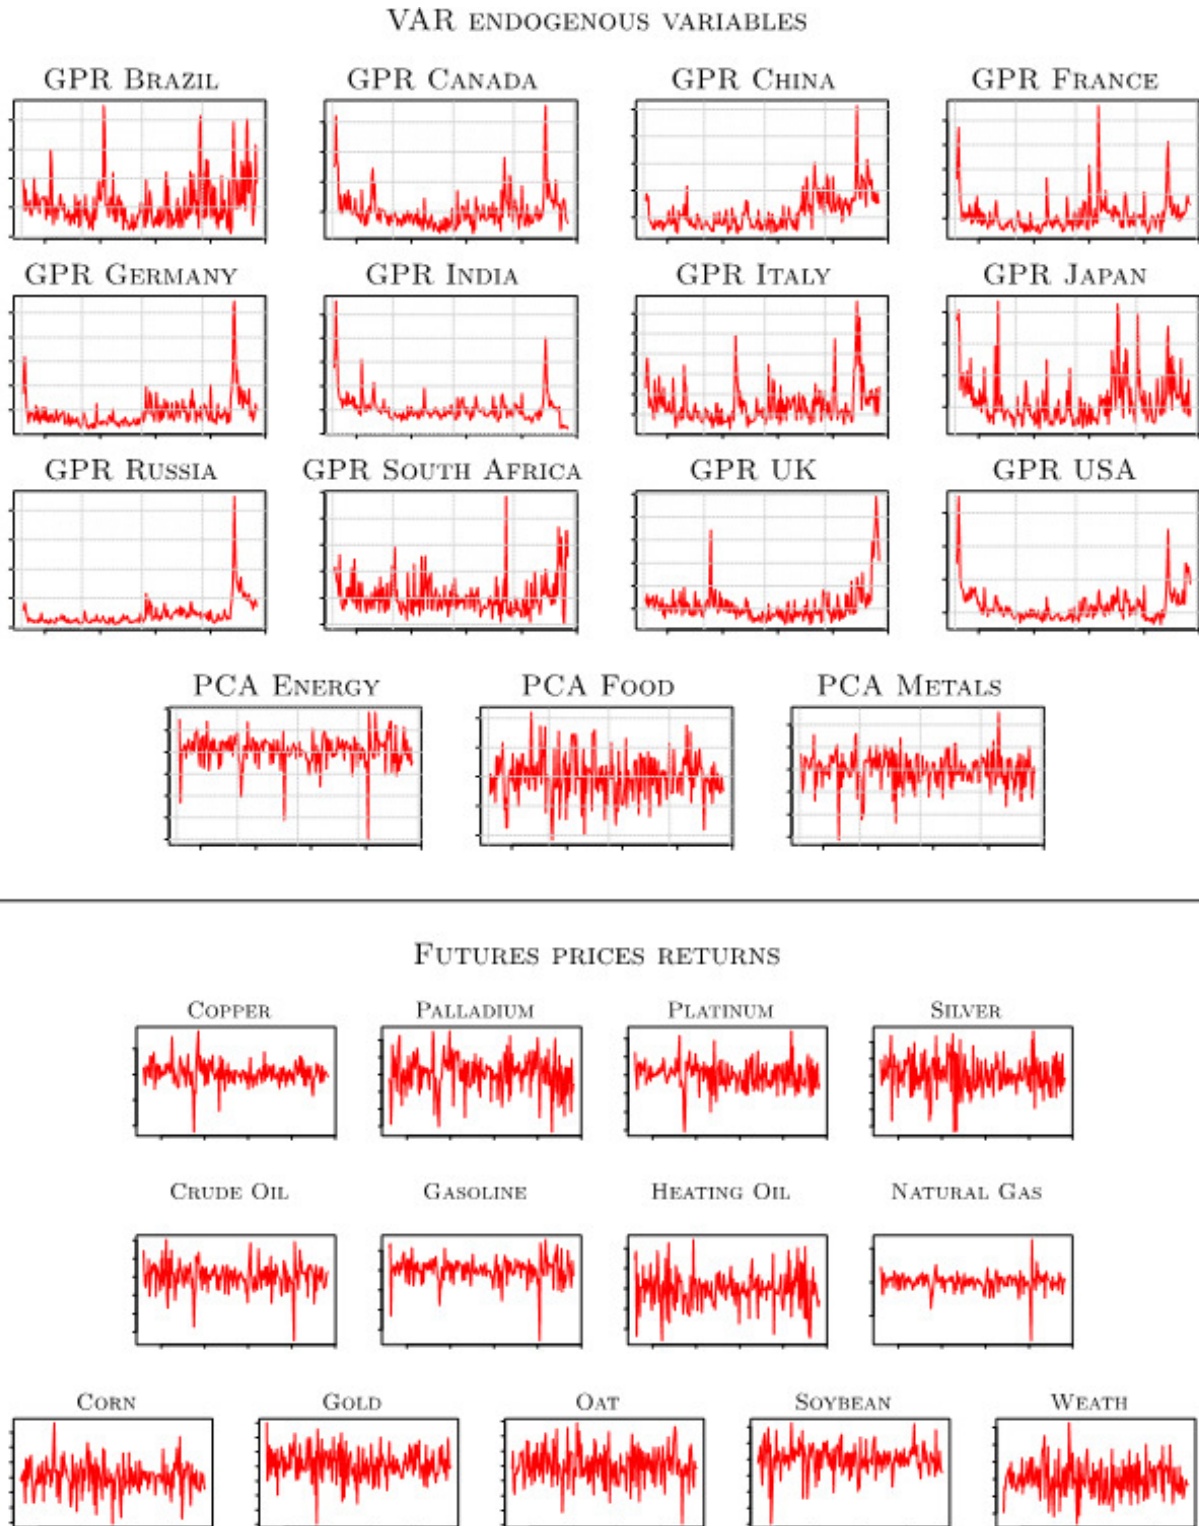 VAR ENDOGENOUS VARIABLES
GPR BRAZIL GPR CANADA GPR CHINA GPR FRANCE
GPR GERMANY GPR INDIA GPR ITALY GPR JAPAN
GPR RUSSIA GPR SOUTH AFRICA GPR UK GPR USA
PCA ENERGY PCA FOOD PCA METALS
FUTURES PRICES RETURNS
COPPER PALLADIUM PLATINUM SILVER
CRUDE OIL GASOLINE HEATING OIL NATURAL GAS
CORN GOLD OAT SOYBEAN WEATH